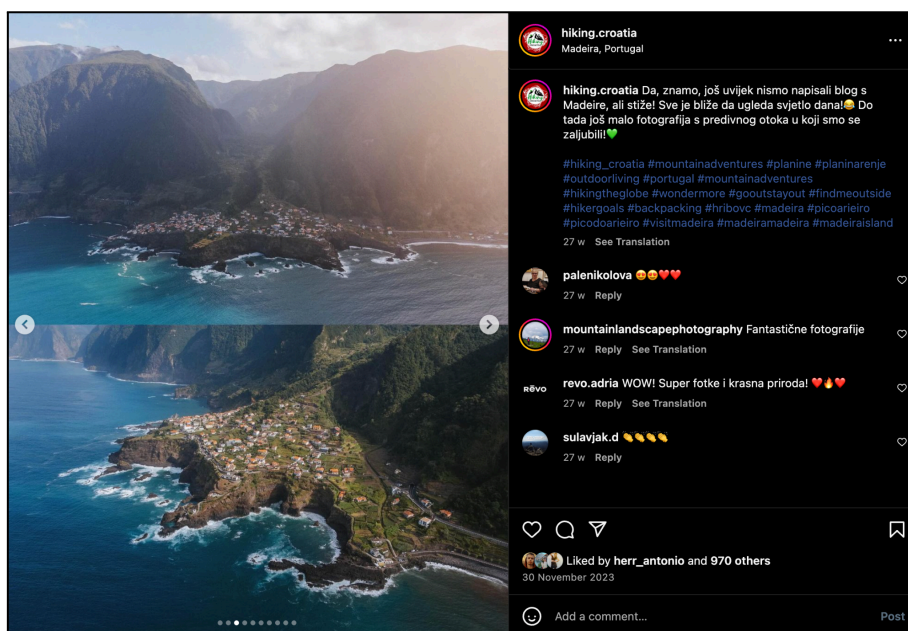 hiking.croatia
Madeira, Portugal
hiking.croatia Da, znamo, još uvijek nismo napisali blog s
Madeire, ali stiže! Sve je bliže da ugleda svjetlo dana!😂 Do
tada još malo fotografija s predivnog otoka u koji smo se
zaljubili!💚
#hiking_croatia #mountainadventures #planine #planinarenje
#outdoorliving #portugal #mountainadventures
#hikingtheglobe #wondermore #gooutstayout #findmeoutside
#hikergoals #backpacking #hribovc #madeira #picoarieiro
#picodoarieiro #visitmadeira #madeiramadeira #madeiraisland
27 w See Translation
palenikolova 😍😍❤️❤️
27 w Reply
mountainlandscapephotography Fantastične fotografije
27 w Reply See Translation
RĒVO
revo.adria WOW! Super fotke i krasna priroda! ❤️🔥❤️
27 w Reply See Translation
sulavjak.d 👏👏👏👏
27 w Reply
Liked by herr_antonio and 970 others
30 November 2023
Add a comment... Post